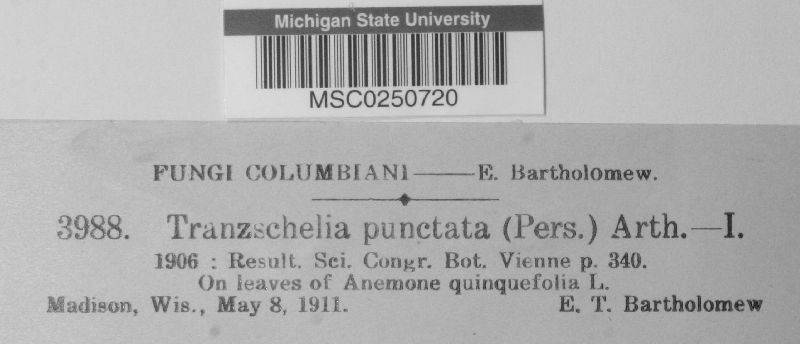 Michigan State University
MSC0250720
FUNGI COLUMBIANI—E. Bartholomew.
3988. Tranzschelia punctata (Pers.) Arth.—I.
1906 : Result. Sci. Congr. Bot. Vienne p. 340.
On leaves of Anemone quinquefolia L.
Madison, Wis., May 8, 1911. E. T. Bartholomew